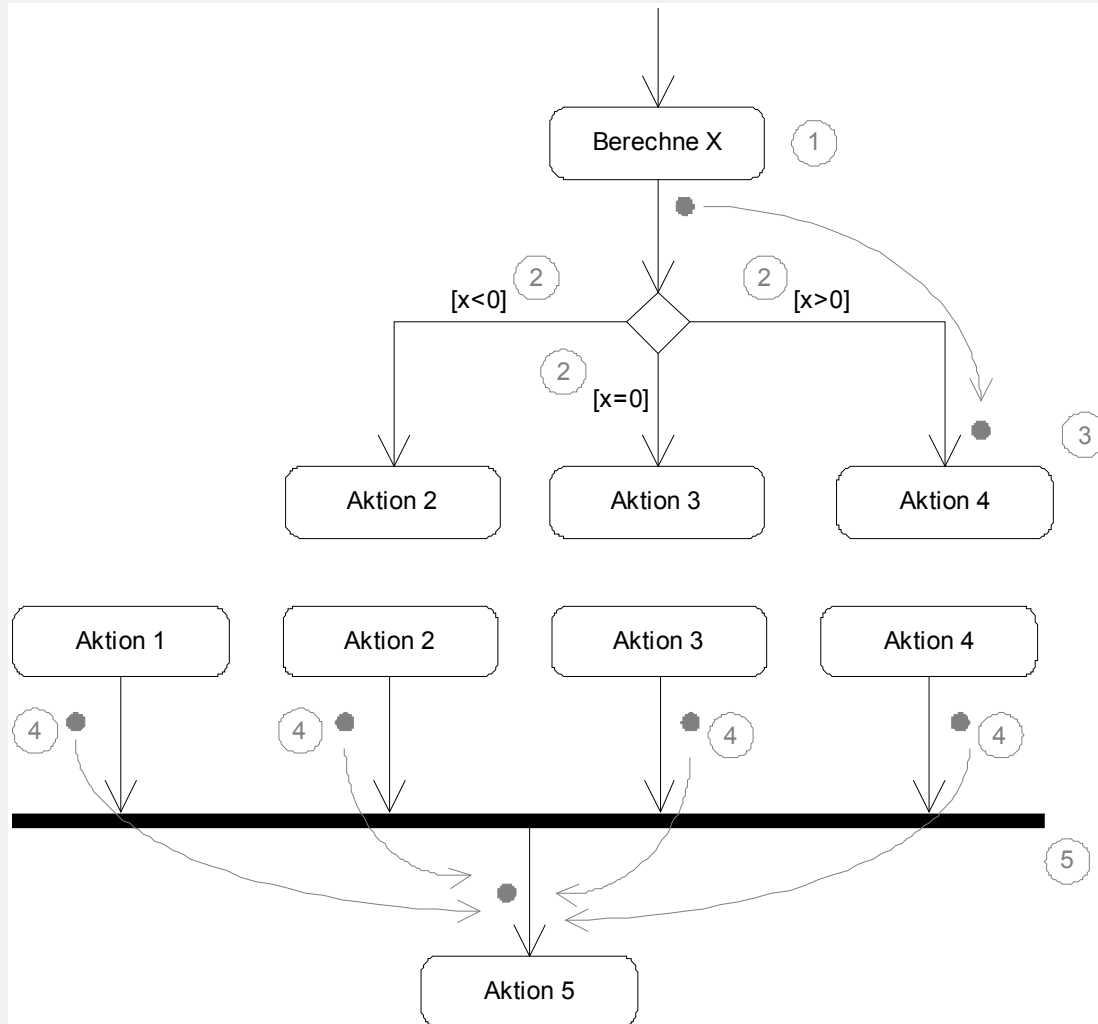 Berechne X
1
2
2
[x<0]
[x>0]
2
[x=0]
3
Aktion 2
Aktion 3
Aktion 4
Aktion 1
Aktion 2
Aktion 3
Aktion 4
4
4
4
4
5
Aktion 5